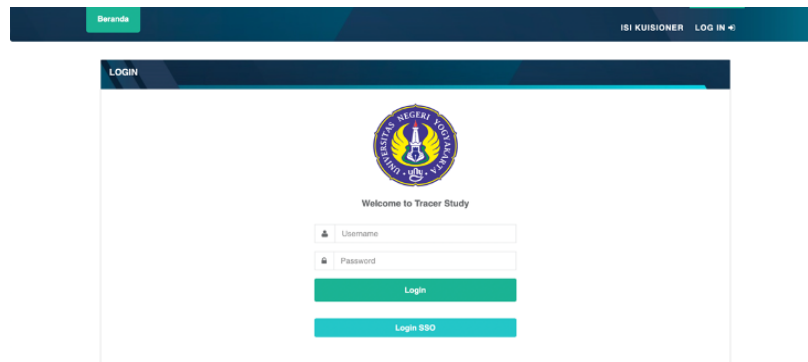 Beranda
ISI KUISIONER LOG IN
LOGIN
UNIVERSITAS NEGERI YOGYAKARTA
Welcome to Tracer Study
Username
Password
Login
Login SSO